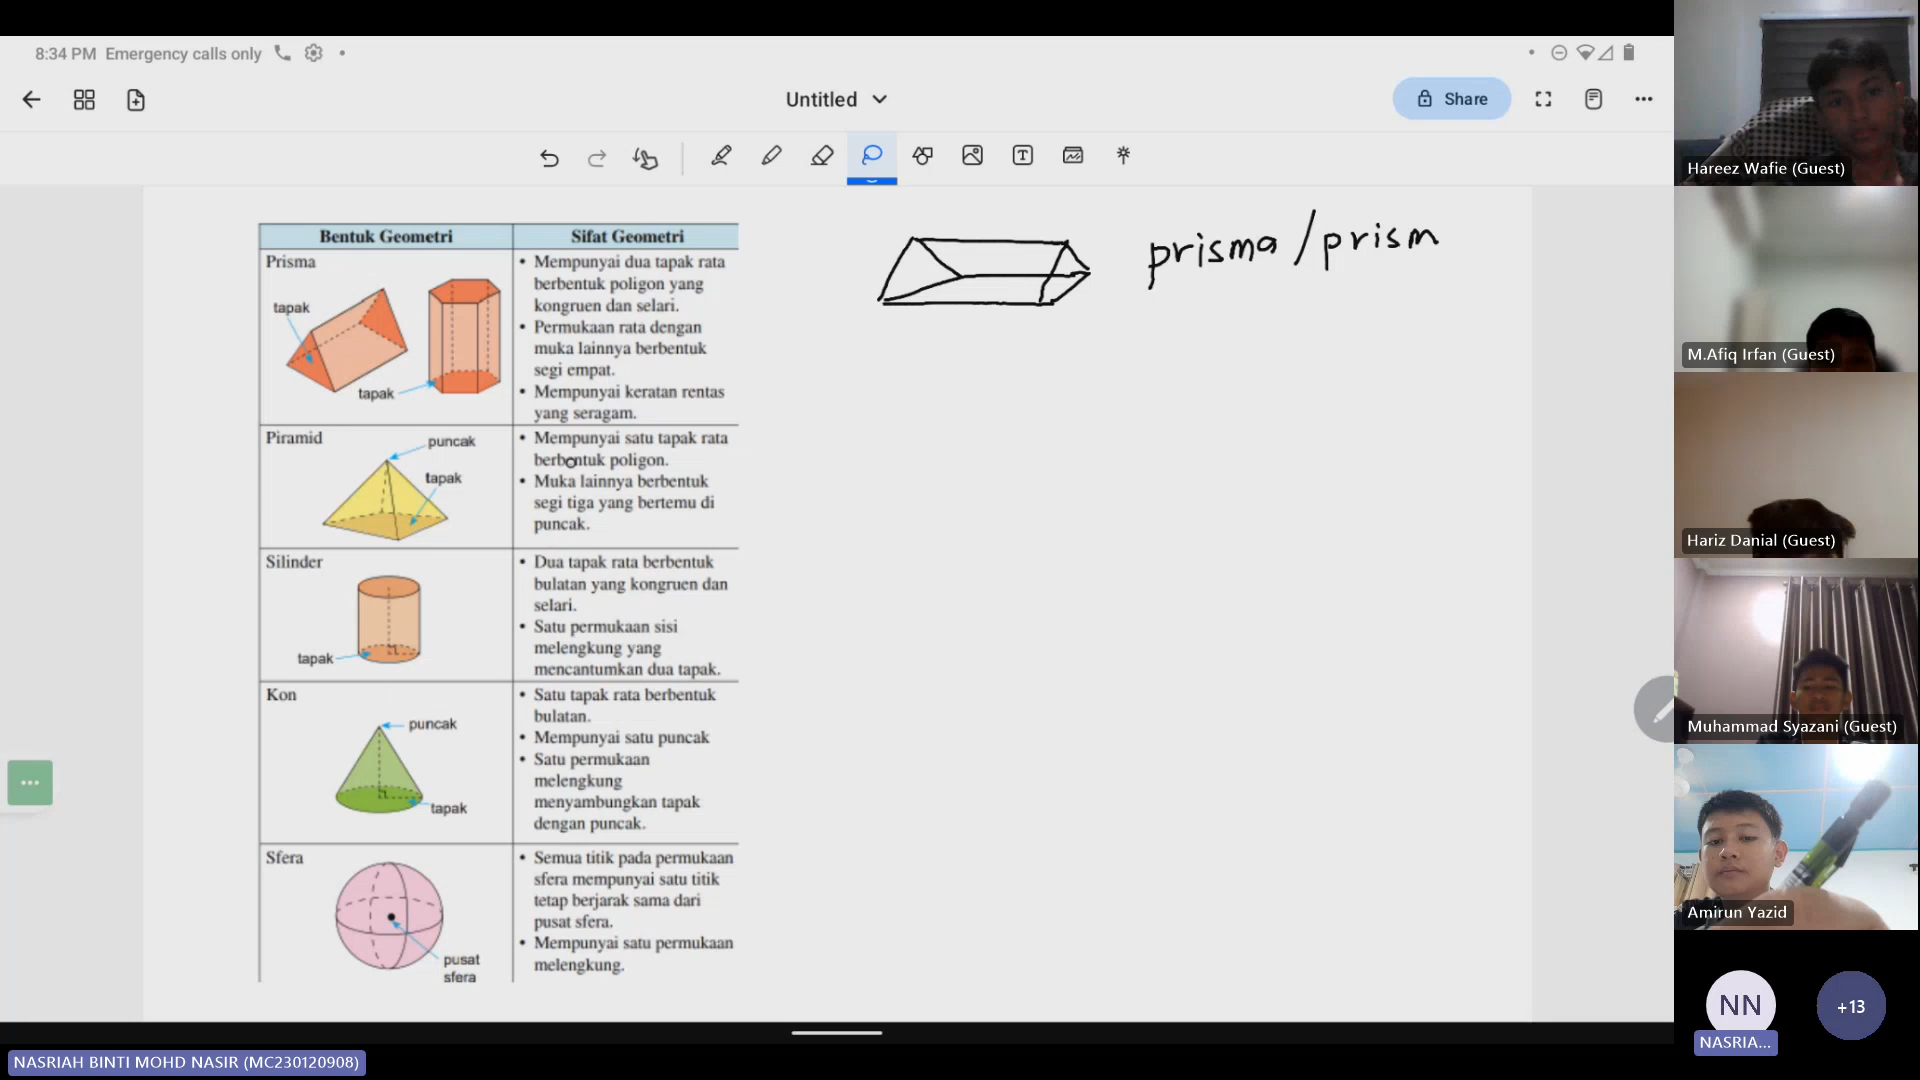 8:34 PM Emergency calls only
Untitled
Share
Bentuk Geometri
Sifat Geometri
Prisma
tapak
tapak
• Mempunyai dua tapak rata
berbentuk poligon yang
kongruen dan selari.
• Permukaan rata dengan
muka lainnya berbentuk
segi empat.
• Mempunyai keratan rentas
yang seragam.
Piramid
puncak
tapak
• Mempunyai satu tapak rata
berbentuk poligon.
• Muka lainnya berbentuk
segi tiga yang bertemu di
puncak.
Silinder
tapak
• Dua tapak rata berbentuk
bulatan yang kongruen dan
selari.
• Satu permukaan sisi
melengkung yang
mencantumkan dua tapak.
Kon
puncak
tapak
• Satu tapak rata berbentuk
bulatan.
• Mempunyai satu puncak
• Satu permukaan
melengkung
menyambungkan tapak
dengan puncak.
Sfera
pusat
sfera
• Semua titik pada permukaan
sfera mempunyai satu titik
tetap berjarak sama dari
pusat sfera.
• Mempunyai satu permukaan
melengkung.
prisma / prism
Hareez Wafie (Guest)
M.Afiq Irfan (Guest)
Hariz Danial (Guest)
Muhammad Syazani (Guest)
Amirun Yazid
NN
+13
NASRIA...
NASRIAH BINTI MOHD NASIR (MC230120908)